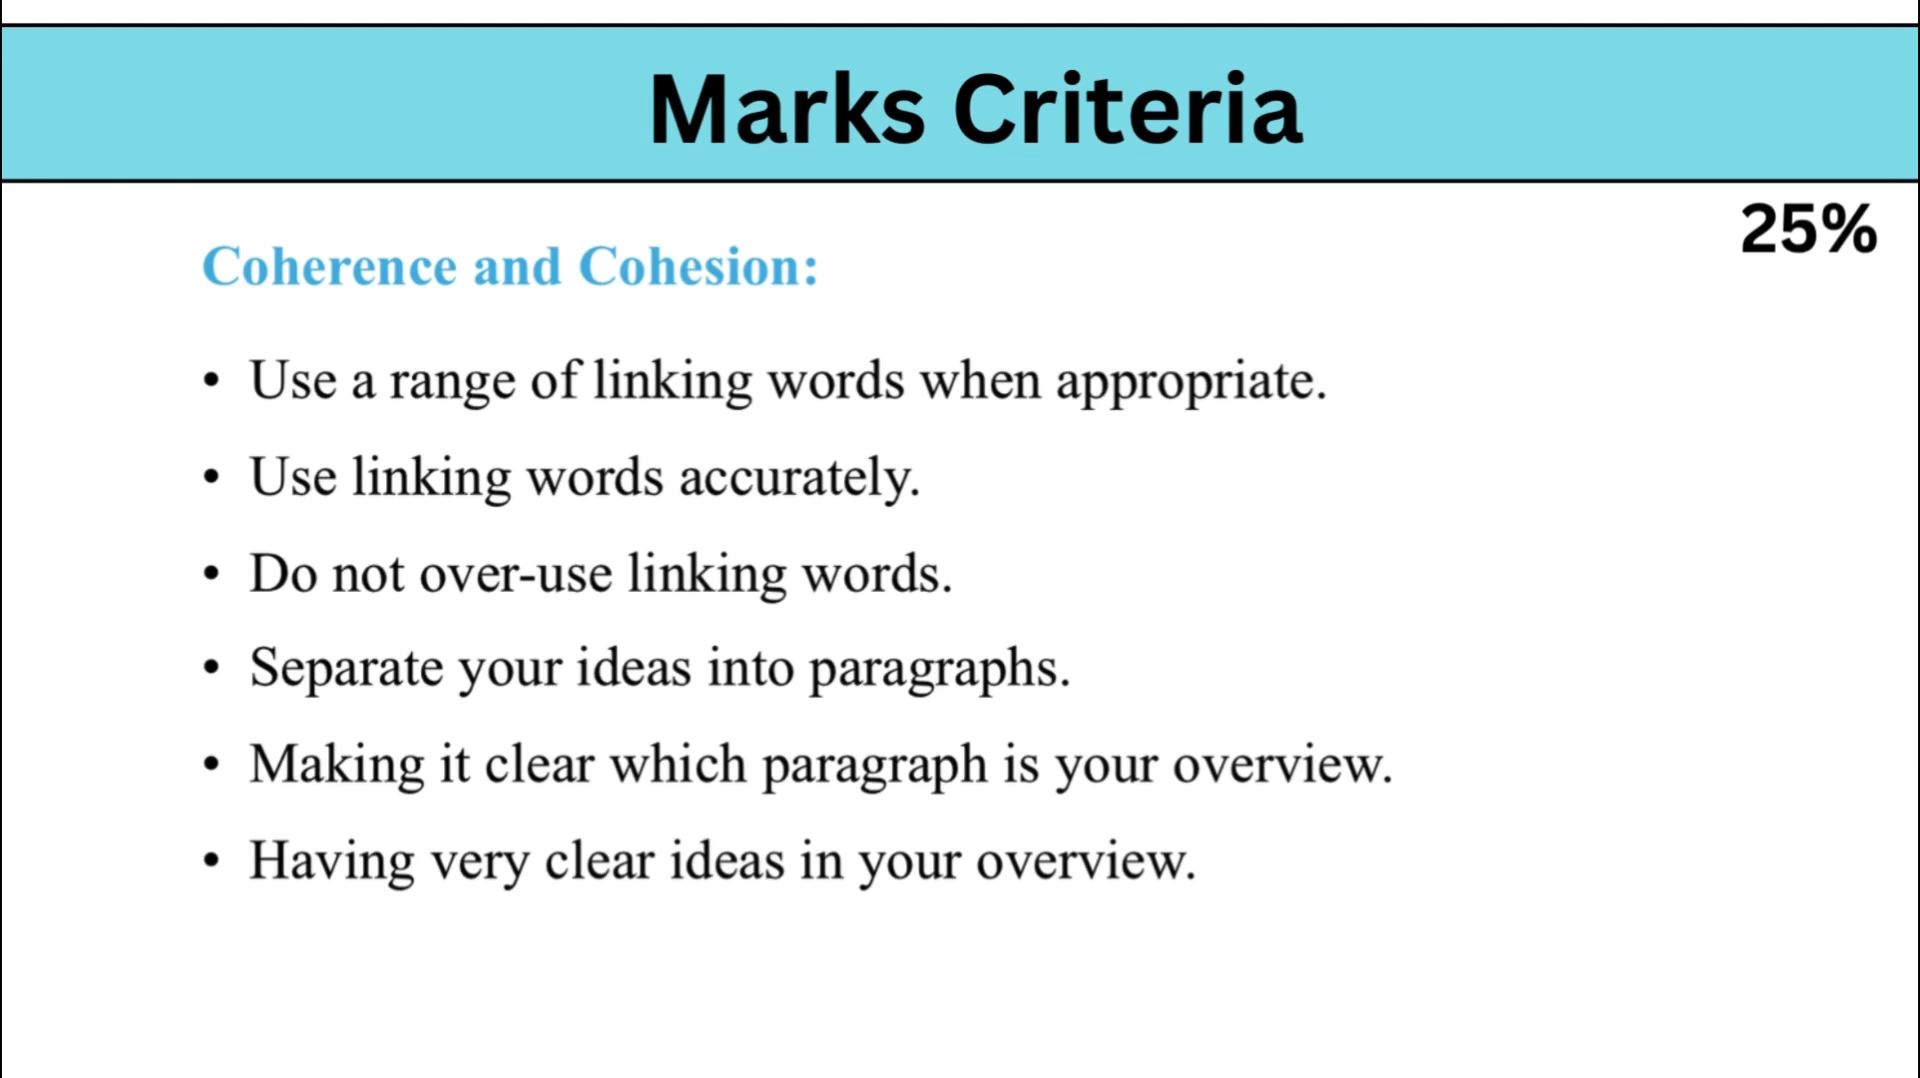 Marks Criteria
25%
Coherence and Cohesion:
• Use a range of linking words when appropriate.
• Use linking words accurately.
• Do not over-use linking words.
• Separate your ideas into paragraphs.
• Making it clear which paragraph is your overview.
• Having very clear ideas in your overview.